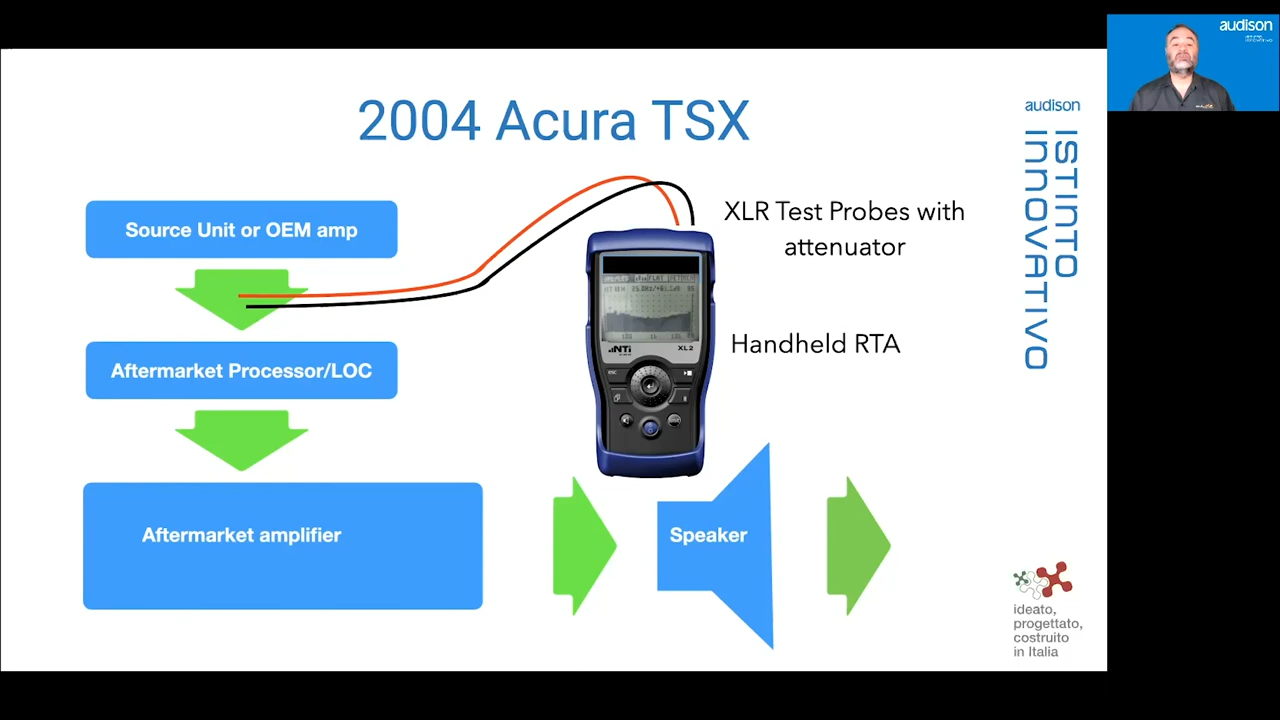 2004 Acura TSX
audison
audison
ISTINTO
INNOVATIVO
Source Unit or OEM amp
XLR Test Probes with
attenuator
Aftermarket Processor/LOC
Handheld RTA
NTi
XL2
esc
Aftermarket amplifier
Speaker
ideato,
progettato,
costruito
in Italia